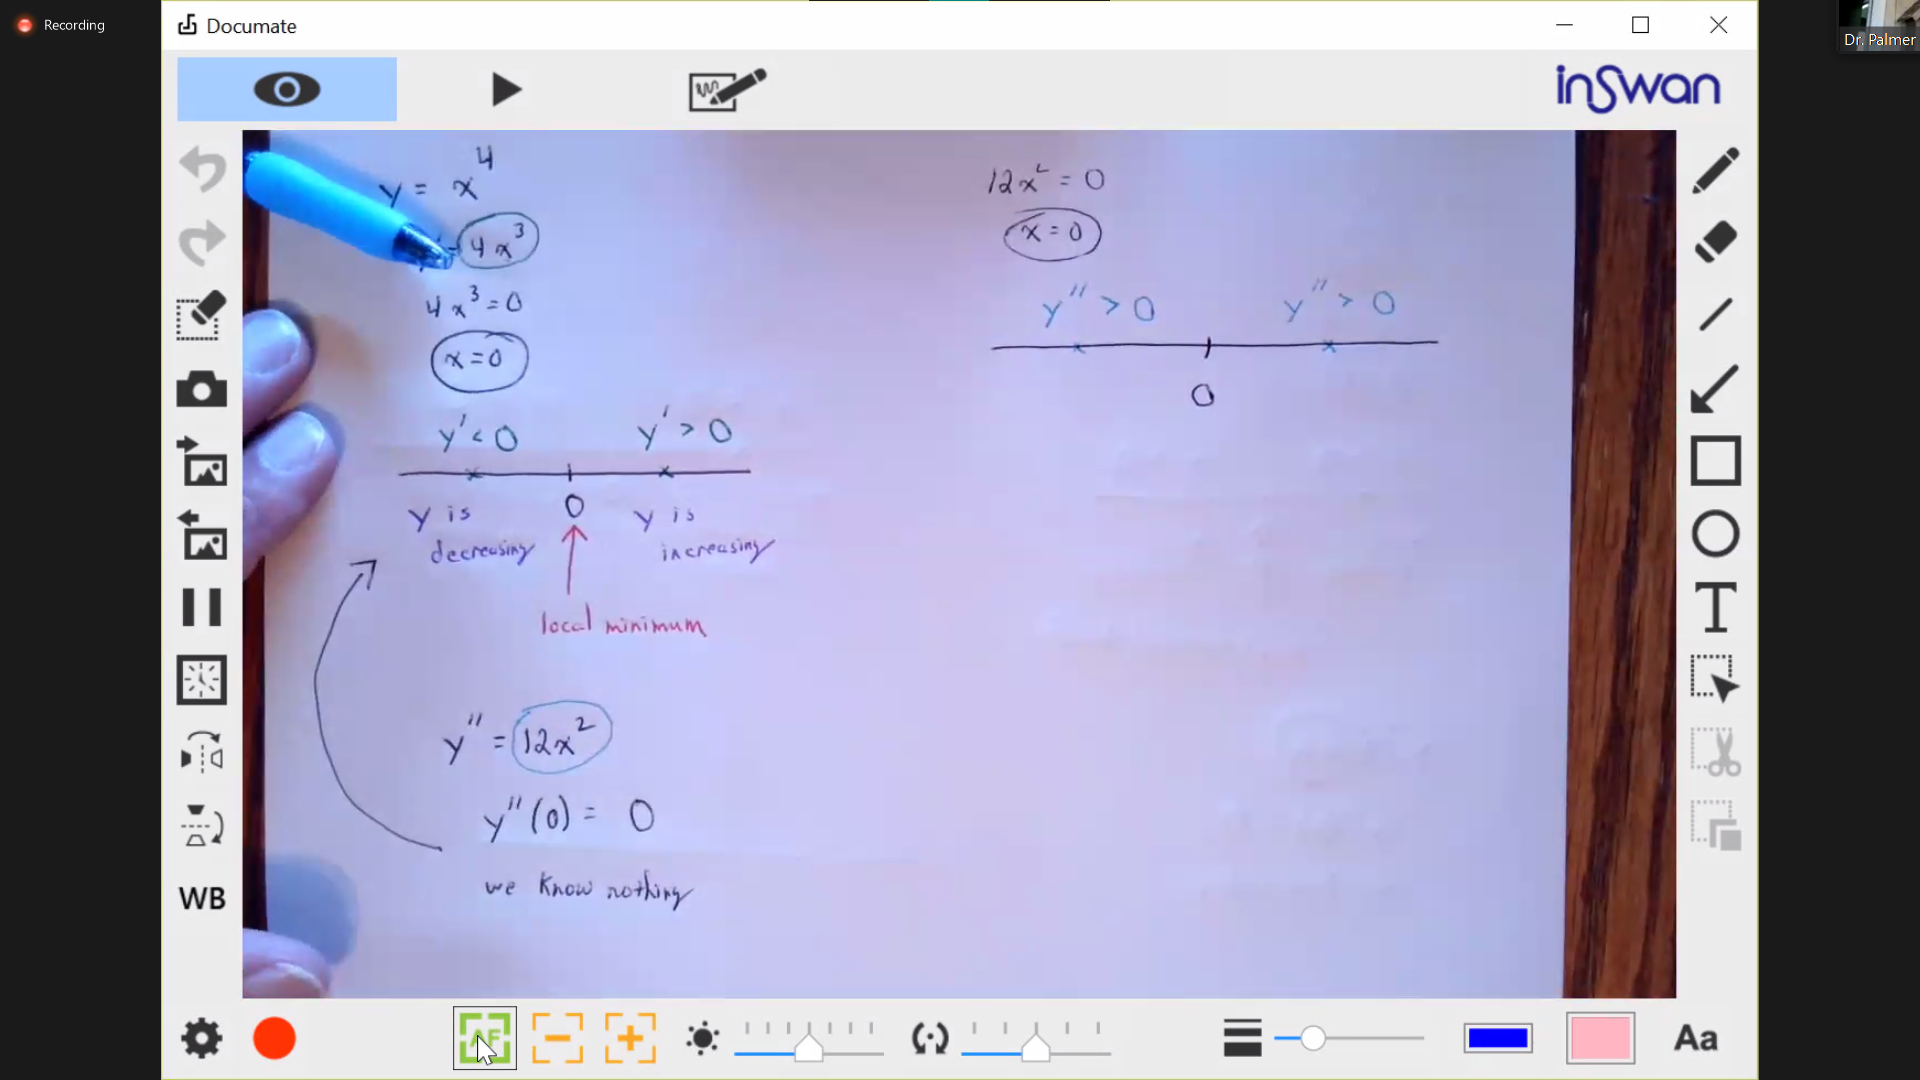 Recording
Documate
Dr. Palmer
inSwan
y = x^4
= 4x^3
4x^3 = 0
x = 0
y' < 0 y' > 0
0
y is decreasing
y is increasing
local minimum
y'' = 12x^2
y''(0) = 0
we know nothing
12x^2 = 0
x = 0
y'' > 0 y'' > 0
0
WB
T
AF
Aa